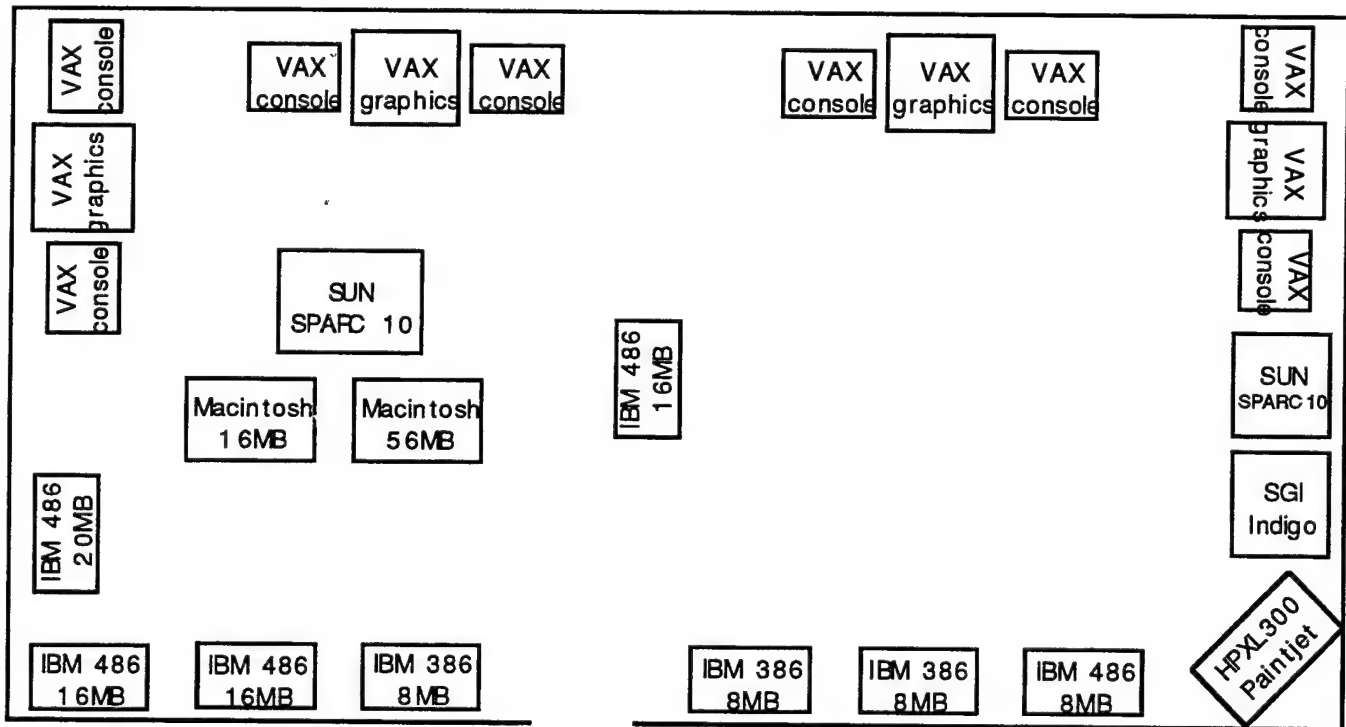 VAX
console
VAX
console
VAX
graphics
VAX
console
VAX
console
VAX
graphics
VAX
console
VAX
console
VAX
graphics
VAX
graphics
VAX
console
VAX
console
SUN
SPARC 10
IBM 486
16MB
SUN
SPARC 10
Macintosh
16MB
Macintosh
56MB
IBM 486
20MB
SGI
Indigo
HPXL300
Paintjet
IBM 486
16MB
IBM 486
16MB
IBM 386
8MB
IBM 386
8MB
IBM 386
8MB
IBM 486
8MB